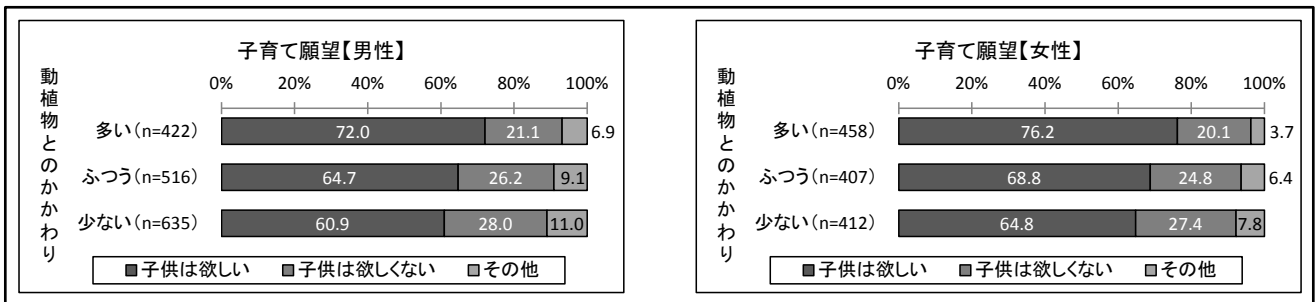 子育て願望【男性】
動植物とのかかわり
0% 20% 40% 60% 80% 100%
多い(n=422) 72.0 21.1 6.9
ふつう(n=516) 64.7 26.2 9.1
少ない(n=635) 60.9 28.0 11.0
子供は欲しい 子供は欲しくない その他
子育て願望【女性】
動植物とのかかわり
0% 20% 40% 60% 80% 100%
多い(n=458) 76.2 20.1 3.7
ふつう(n=407) 68.8 24.8 6.4
少ない(n=412) 64.8 27.4 7.8
子供は欲しい 子供は欲しくない その他